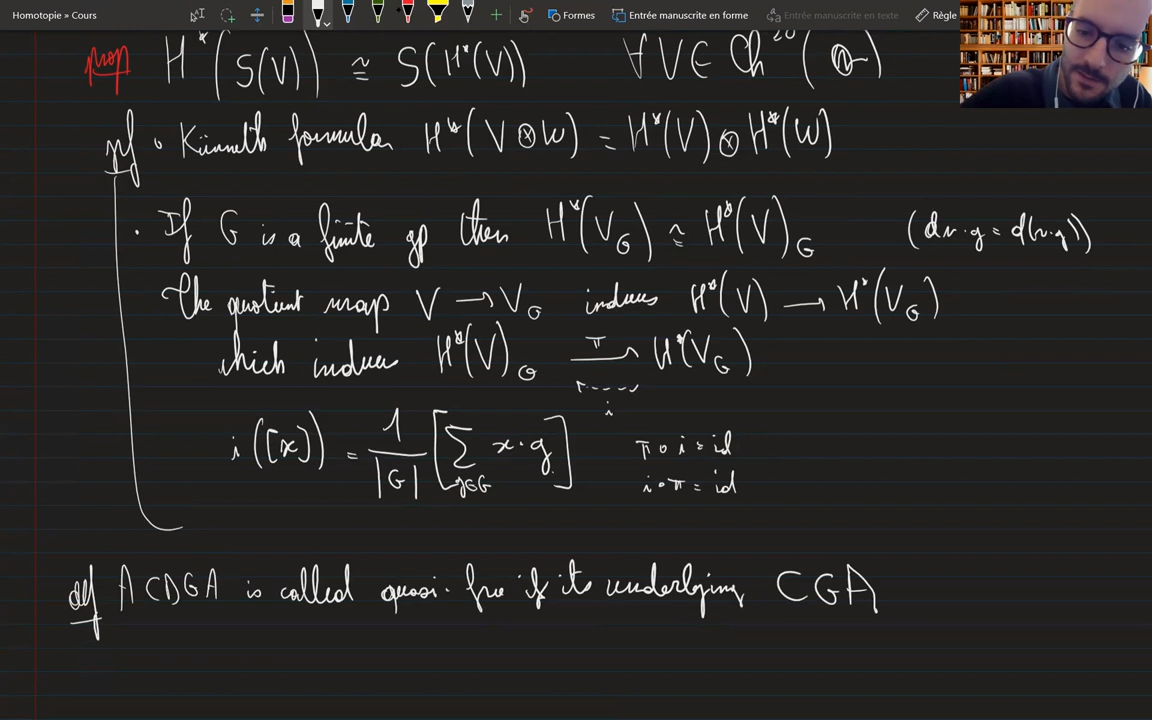 Homotopie » Cours
Formes
Entrée manuscrite en forme
Entrée manuscrite en texte
Règle
prop H*(S(V)) ≅ S(H*(V)) ∀ V ∈ Ch^{≥0}(ℚ)
pf • Künneth formula H*(V ⊗ W) = H*(V) ⊗ H*(W)
• If G is a finite gp then H*(V_G) ≅ H*(V)_G (dv·g = d(v·g))
The quotient map V → V_G induces H*(V) → H*(V_G)
which induces H*(V)_G →^π H*(V_G)
i
i([x]) = 1/|G| [∑_{g∈G} x·g] π∘i = id
i∘π = id
def A CDGA is called quasi-free if its underlying CGA